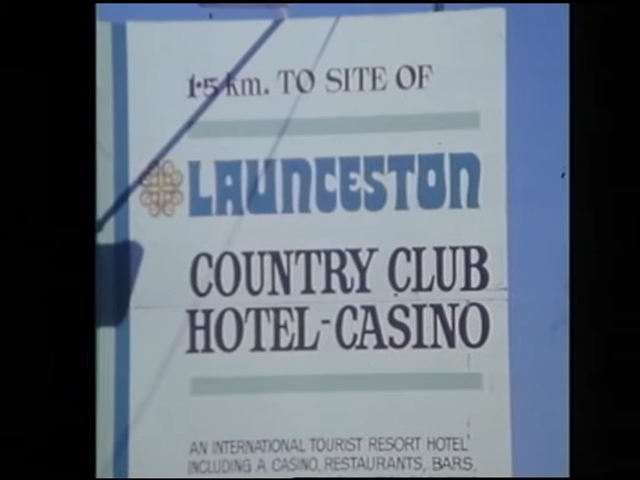 1·5 km. TO SITE OF
LAUNCESTON
COUNTRY CLUB
HOTEL-CASINO
AN INTERNATIONAL TOURIST RESORT HOTEL
INCLUDING A CASINO, RESTAURANTS, BARS,